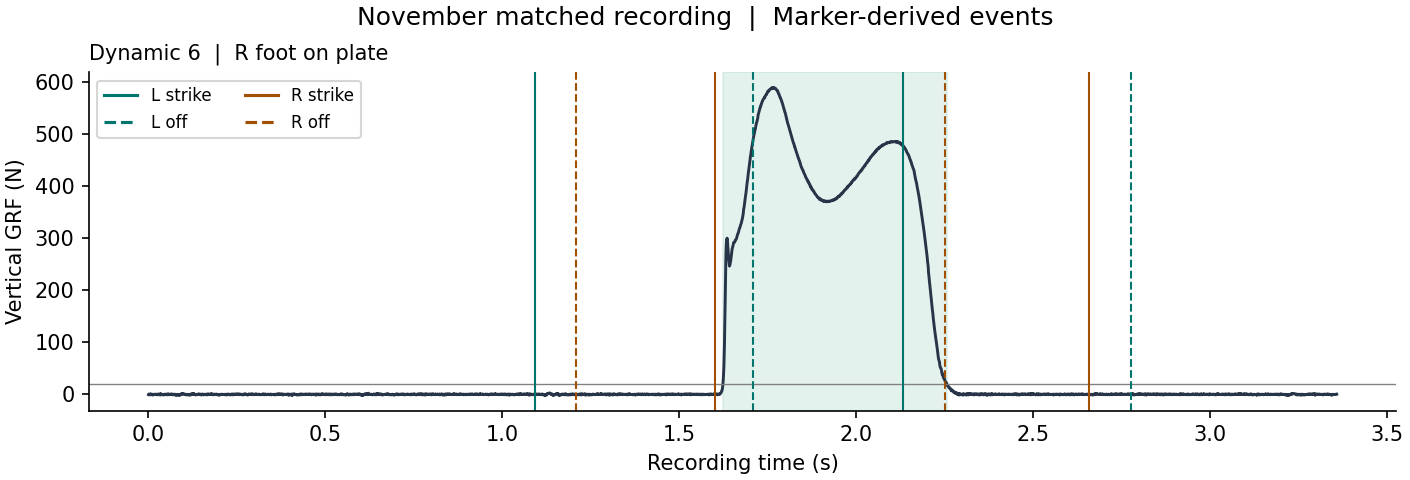 November matched recording | Marker-derived events
Dynamic 6 | R foot on plate
L strike R strike
L off R off
Vertical GRF (N)
600
500
400
300
200
100
0
0.0 0.5 1.0 1.5 2.0 2.5 3.0 3.5
Recording time (s)